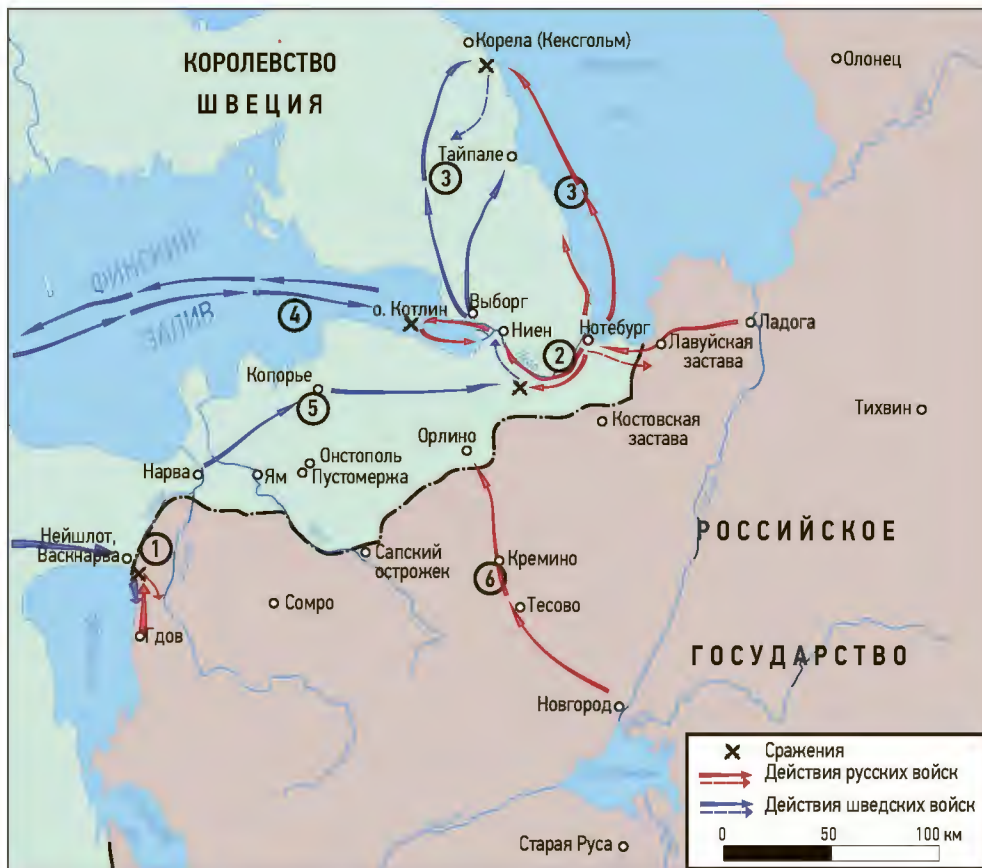 Корела (Кексгольм)
КОРОЛЕВСТВО
ШВЕЦИЯ
Олонец
Тайпале
3
3
ФИНСКИЙ
ЗАЛИВ
4
о. Котлин
Выборг
Ниен
Нева
2
Нотебург
Лавуйская
застава
Ладога
Копорье
5
Костовская
застава
Тихвин
Орлино
Нарва
Ям
Онстополь
Пустомержа
Нейшлот,
Васкнарва
1
Сапский
острожек
РОССИЙСКОЕ
Кремино
6
Тесово
Сомро
Гдов
ГОСУДАРСТВО
Новгород
Сражения
Действия русских войск
Действия шведских войск
0 50 100 км
Старая Руса